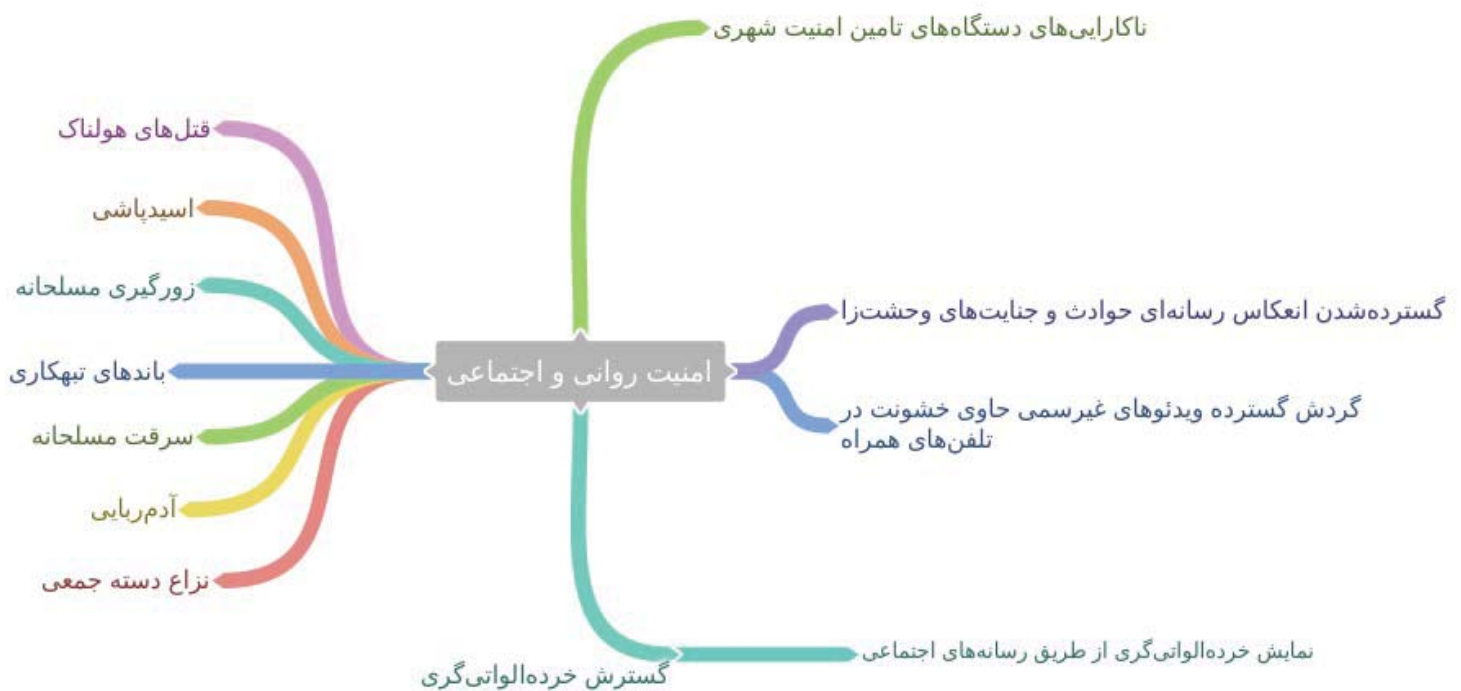 ناکارایی‌های دستگاه‌های تامین امنیت شهری
قتل‌های هولناک
اسیدپاشی
زورگیری مسلحانه
باندهای تبهکاری
سرقت مسلحانه
آدم‌ربایی
نزاع دسته جمعی
امنیت روانی و اجتماعی
گسترده‌شدن انعکاس رسانه‌ای حوادث و جنایت‌های وحشت‌زا
گردش گسترده ویدئوهای غیرسمی حاوی خشونت در
تلفن‌های همراه
گسترش خرده‌الواتی‌گری
نمایش خرده‌الواتی‌گری از طریق رسانه‌های اجتماعی